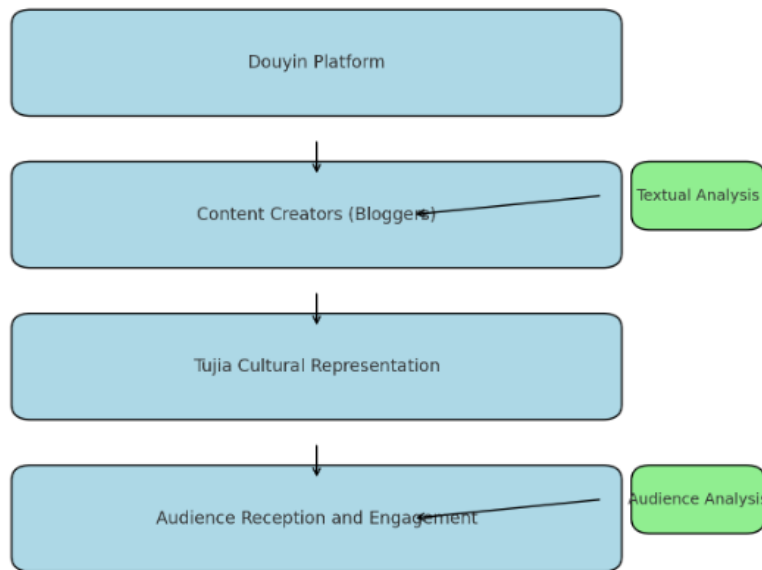 Douyin Platform
Content Creators (Bloggers)
Textual Analysis
Tujia Cultural Representation
Audience Reception and Engagement
Audience Analysis